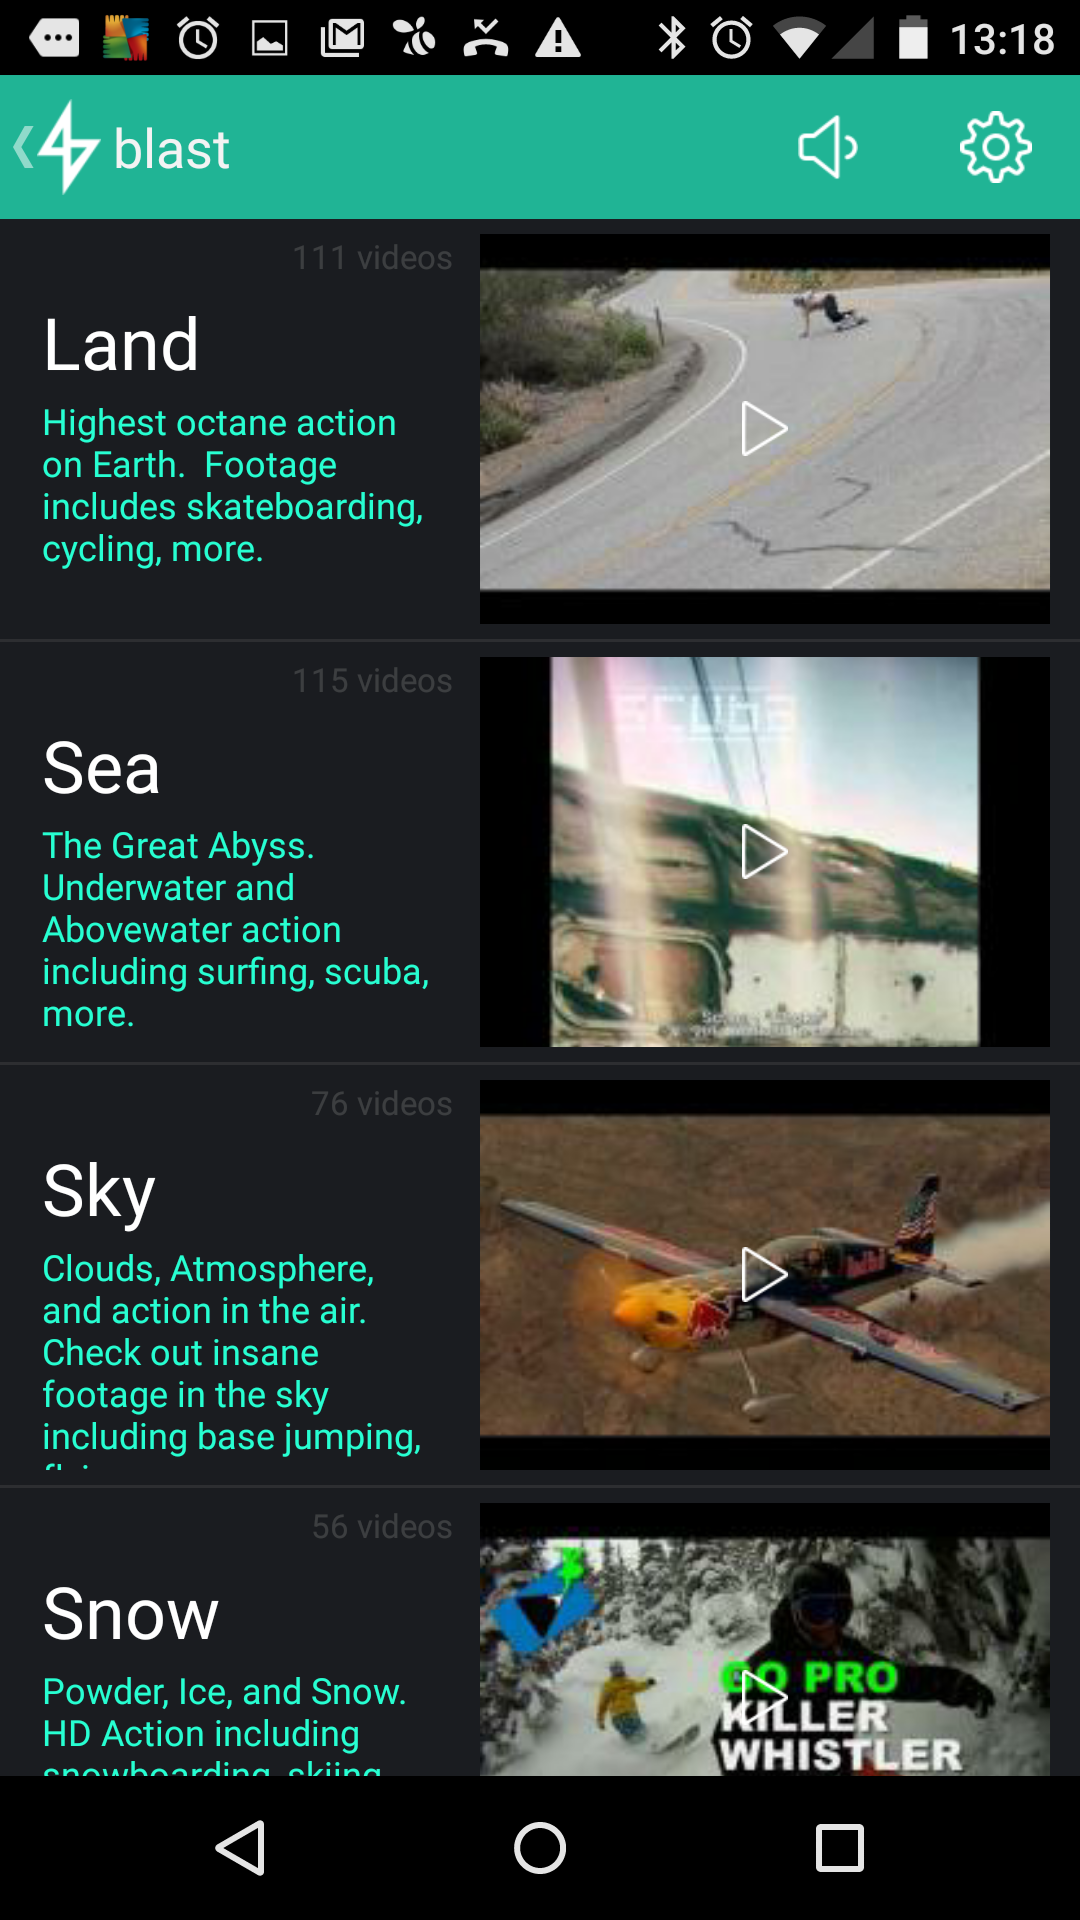 13:18
blast
111 videos
Land
Highest octane action
on Earth. Footage
includes skateboarding,
cycling, more.
115 videos
Sea
The Great Abyss.
Underwater and
Abovewater action
including surfing, scuba,
more.
SCUBA
76 videos
Sky
Clouds, Atmosphere,
and action in the air.
Check out insane
footage in the sky
including base jumping,
56 videos
Snow
Powder, Ice, and Snow.
HD Action including
snowboarding, skiing
GO PRO
KILLER
WHISTLER